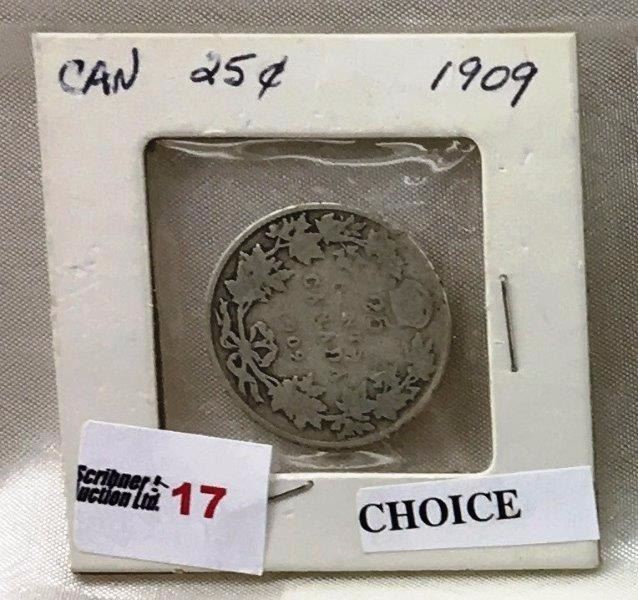 CAN 25¢ 1909
Scribner
Auction Ltd. 17
CHOICE